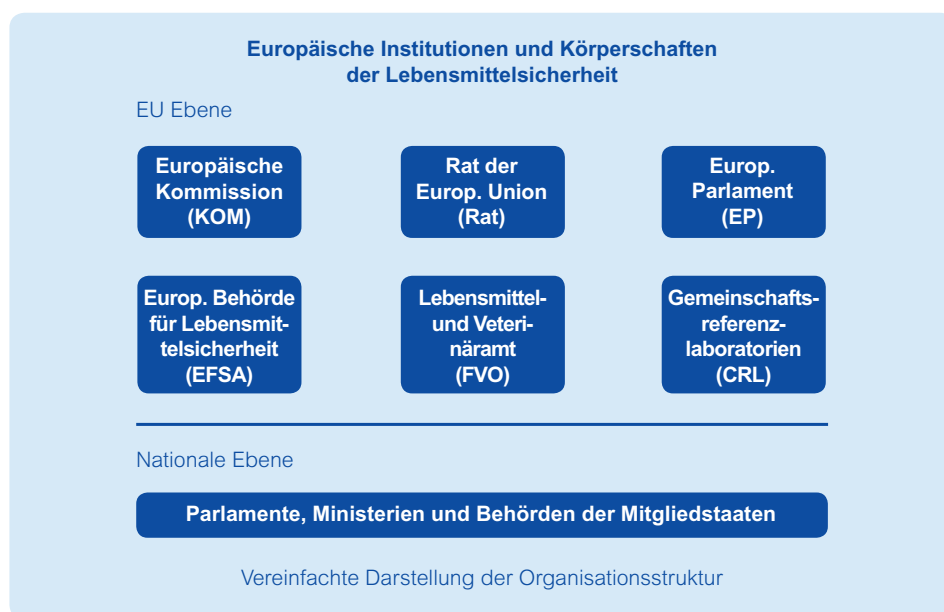 Europäische Institutionen und Körperschaften
der Lebensmittelsicherheit
EU Ebene
Europäische
Kommission
(KOM)
Rat der
Europ. Union
(Rat)
Europ.
Parlament
(EP)
Europ. Behörde
für Lebensmit-
telsicherheit
(EFSA)
Lebensmittel-
und Veteri-
näramt
(FVO)
Gemeinschafts-
referenz-
laboratorien
(CRL)
Nationale Ebene
Parlamente, Ministerien und Behörden der Mitgliedstaaten
Vereinfachte Darstellung der Organisationsstruktur